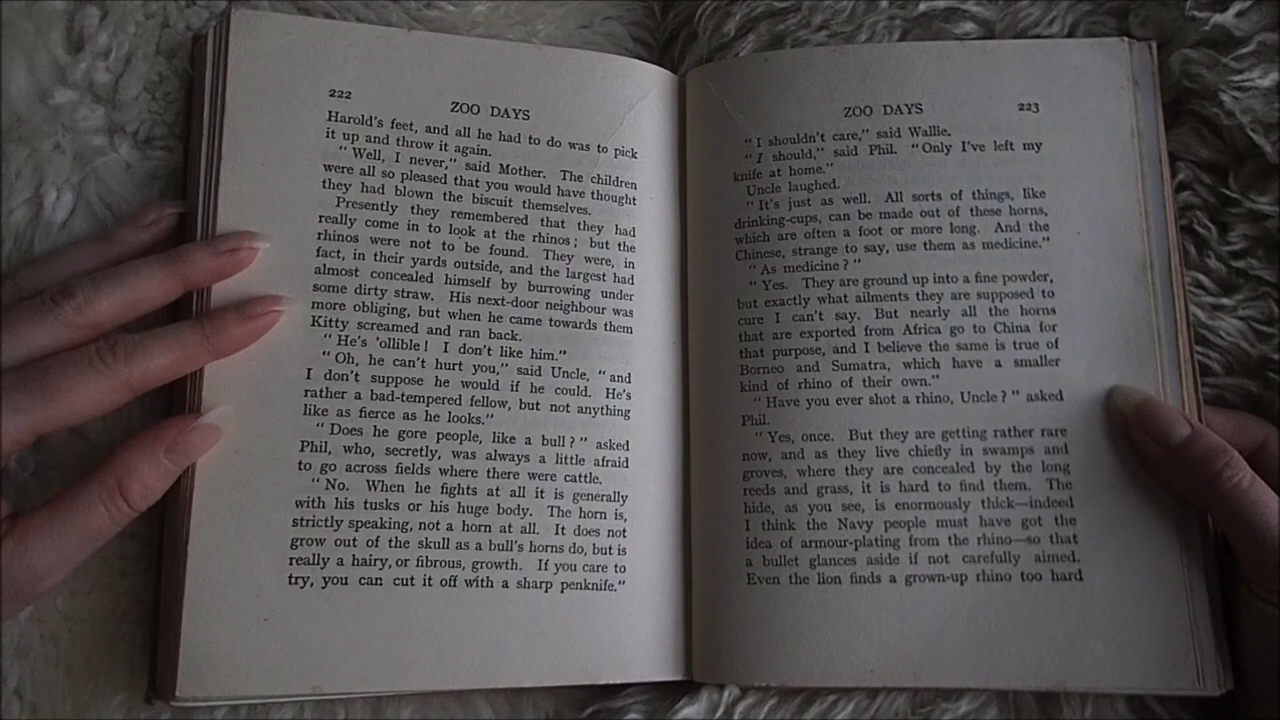 222
ZOO DAYS
Harold's feet, and all he had to do was to pick
it up and throw it again.
“Well, I never,” said Mother. The children
were all so pleased that you would have thought
they had blown the biscuit themselves.
Presently they remembered that they had
really come in to look at the rhinos; but the
rhinos were not to be found. They were, in
fact, in their yards outside, and the largest had
almost concealed himself by burrowing under
some dirty straw. His next-door neighbour was
more obliging, but when he came towards them
Kitty screamed and ran back.
“He's 'ollible! I don't like him.”
“Oh, he can't hurt you,” said Uncle, “and
I don't suppose he would if he could. He's
rather a bad-tempered fellow, but not anything
like as fierce as he looks.”
“Does he gore people, like a bull?” asked
Phil, who, secretly, was always a little afraid
to go across fields where there were cattle.
“No. When he fights at all it is generally
with his tusks or his huge body. The horn is,
strictly speaking, not a horn at all. It does not
grow out of the skull as a bull's horns do, but is
really a hairy, or fibrous, growth. If you care to
try, you can cut it off with a sharp penknife.”
ZOO DAYS
223
“I shouldn't care,” said Wallie.
“I should,” said Phil. “Only I've left my
knife at home.”
Uncle laughed.
“It's just as well. All sorts of things, like
drinking-cups, can be made out of these horns,
which are often a foot or more long. And the
Chinese, strange to say, use them as medicine.”
“As medicine?”
“Yes. They are ground up into a fine powder,
but exactly what ailments they are supposed to
cure I can't say. But nearly all the horns
that are exported from Africa go to China for
that purpose, and I believe the same is true of
Borneo and Sumatra, which have a smaller
kind of rhino of their own.”
“Have you ever shot a rhino, Uncle?” asked
Phil.
“Yes, once. But they are getting rather rare
now, and as they live chiefly in swamps and
groves, where they are concealed by the long
reeds and grass, it is hard to find them. The
hide, as you see, is enormously thick—indeed
I think the Navy people must have got the
idea of armour-plating from the rhino—so that
a bullet glances aside if not carefully aimed.
Even the lion finds a grown-up rhino too hard